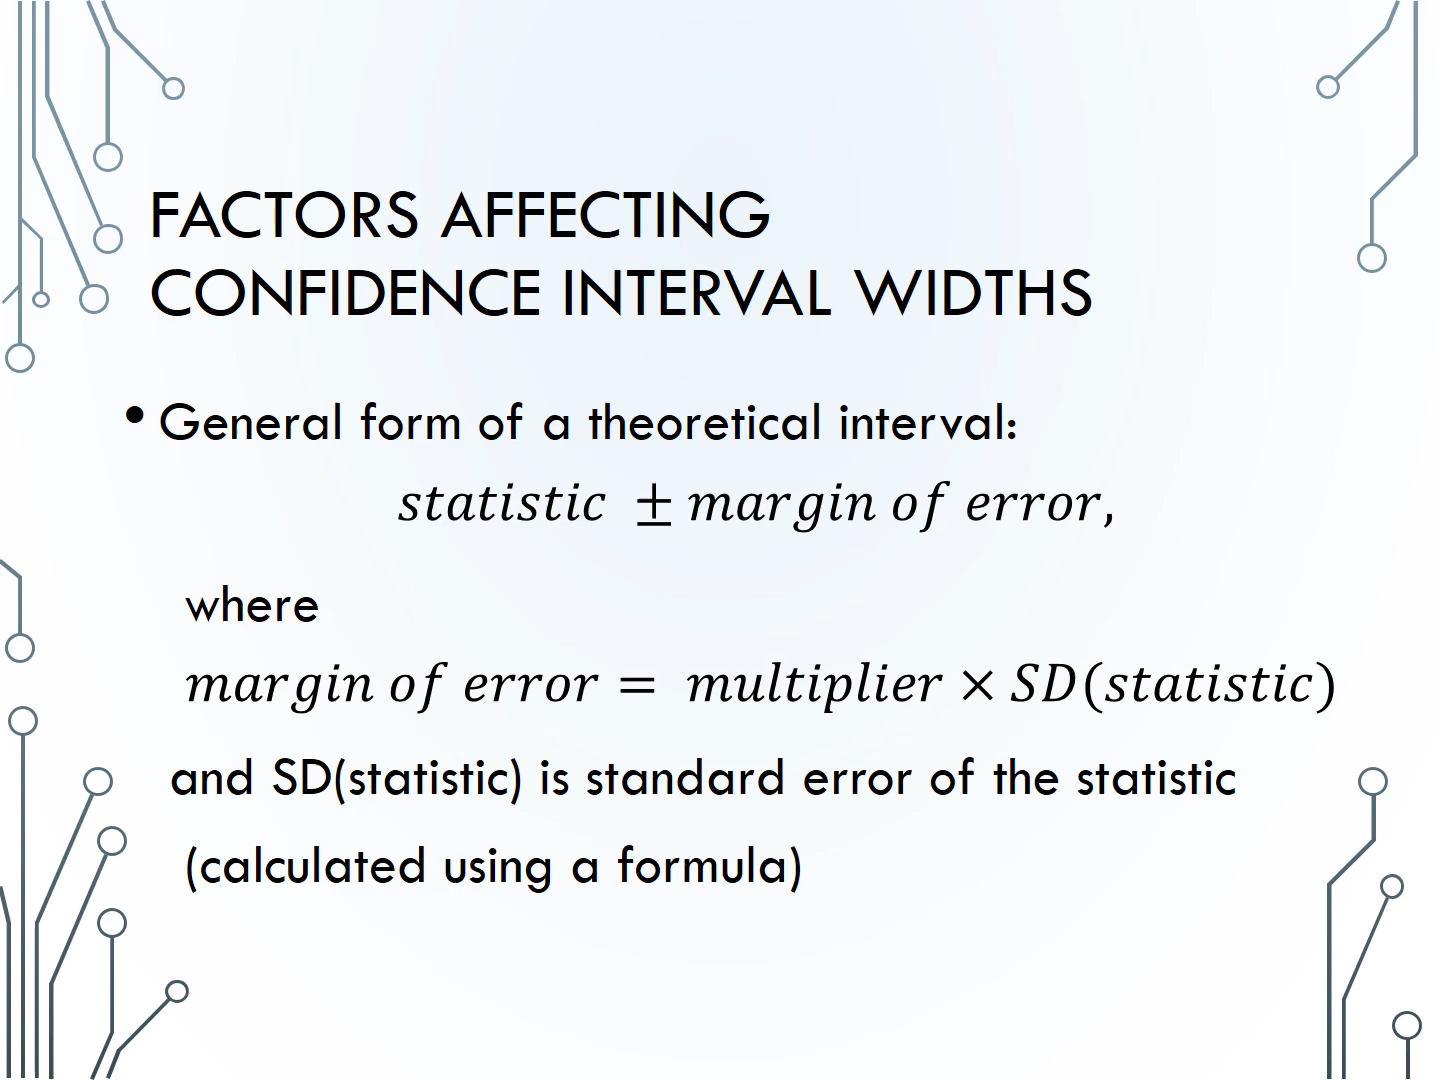 FACTORS AFFECTING
CONFIDENCE INTERVAL WIDTHS
• General form of a theoretical interval:
statistic ± margin of error,
where
margin of error = multiplier × SD(statistic)
and SD(statistic) is standard error of the statistic
(calculated using a formula)